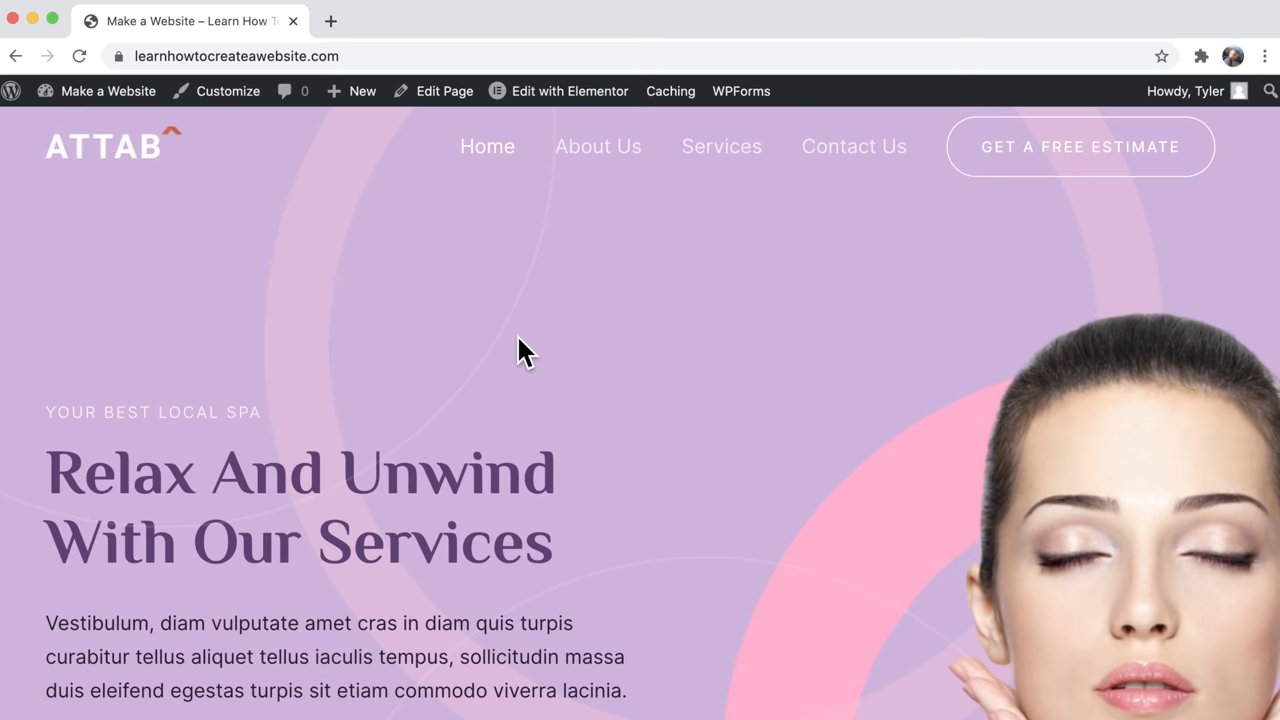 Make a Website – Learn How T
learnhowtocreateawebsite.com
Make a Website Customize 0 New Edit Page Edit with Elementor Caching WPForms Howdy, Tyler
ATTAB Home About Us Services Contact Us GET A FREE ESTIMATE
YOUR BEST LOCAL SPA
Relax And Unwind
With Our Services
Vestibulum, diam vulputate amet cras in diam quis turpis
curabitur tellus aliquet tellus iaculis tempus, sollicitudin massa
duis eleifend egestas turpis sit etiam commodo viverra lacinia.